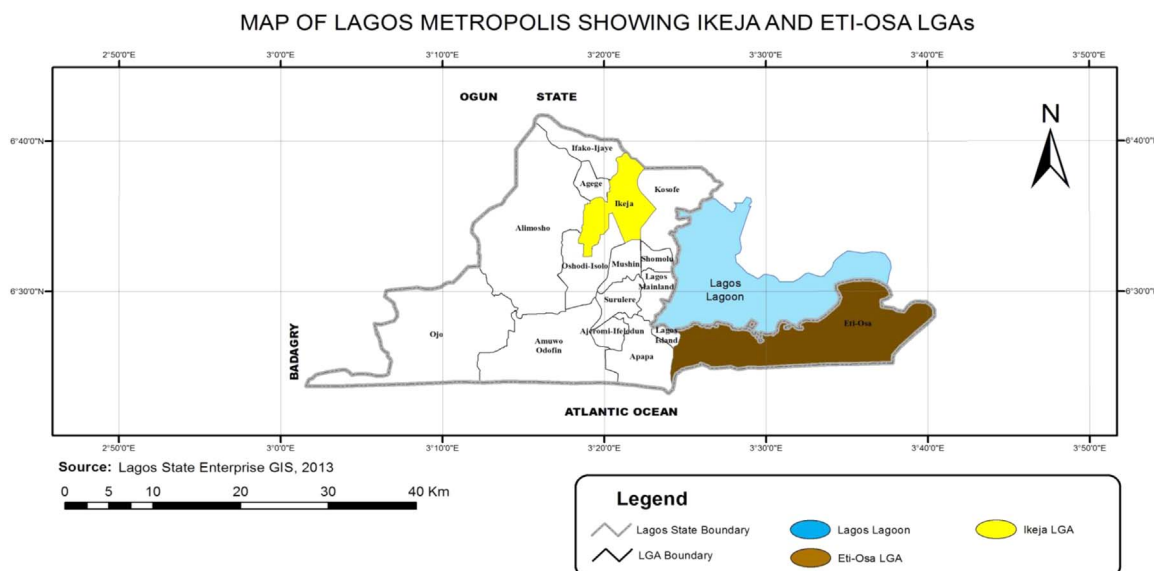 MAP OF LAGOS METROPOLIS SHOWING IKEJA AND ETI-OSA LGAs
2°50'0"E 3°0'0"E 3°10'0"E 3°20'0"E 3°30'0"E 3°40'0"E 3°50'0"E
OGUN STATE
N
6°40'0"N 6°40'0"N
Ifako-Ijaye
Agege
Kosofe
Ikeja
Alimosho
Oshodi-Isolo
Mushin
Shomolu
Lagos
Mainland
Lagos
Lagoon
6°30'0"N 6°30'0"N
Surulere
Eti-Osa
Ojo
Ajeromi-Ifelodun
Lagos
Island
Amuwo
Odofin
Apapa
BADAGRY
ATLANTIC OCEAN
2°50'0"E 3°0'0"E 3°10'0"E 3°20'0"E 3°30'0"E 3°40'0"E 3°50'0"E
Source: Lagos State Enterprise GIS, 2013
0 5 10 20 30 40 Km
Legend
Lagos State Boundary
Lagos Lagoon
Ikeja LGA
LGA Boundary
Eti-Osa LGA